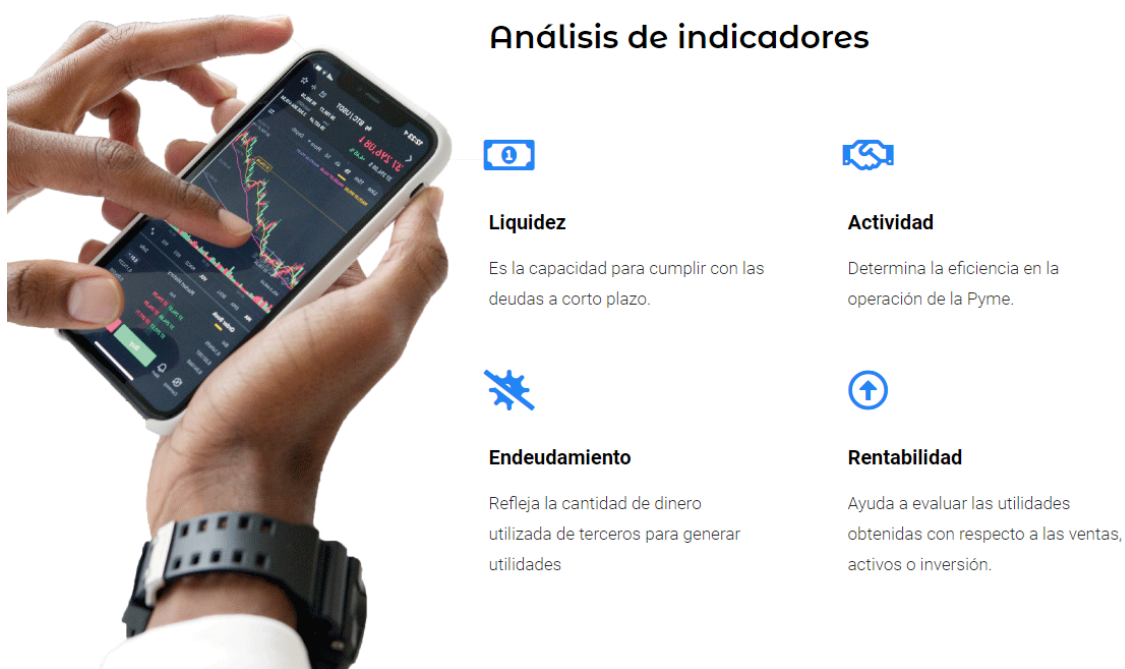 Análisis de indicadores
Liquidez
Es la capacidad para cumplir con las
deudas a corto plazo.
Actividad
Determina la eficiencia en la
operación de la Pyme.
Endeudamiento
Refleja la cantidad de dinero
utilizada de terceros para generar
utilidades
Rentabilidad
Ayuda a evaluar las utilidades
obtenidas con respecto a las ventas,
activos o inversión.